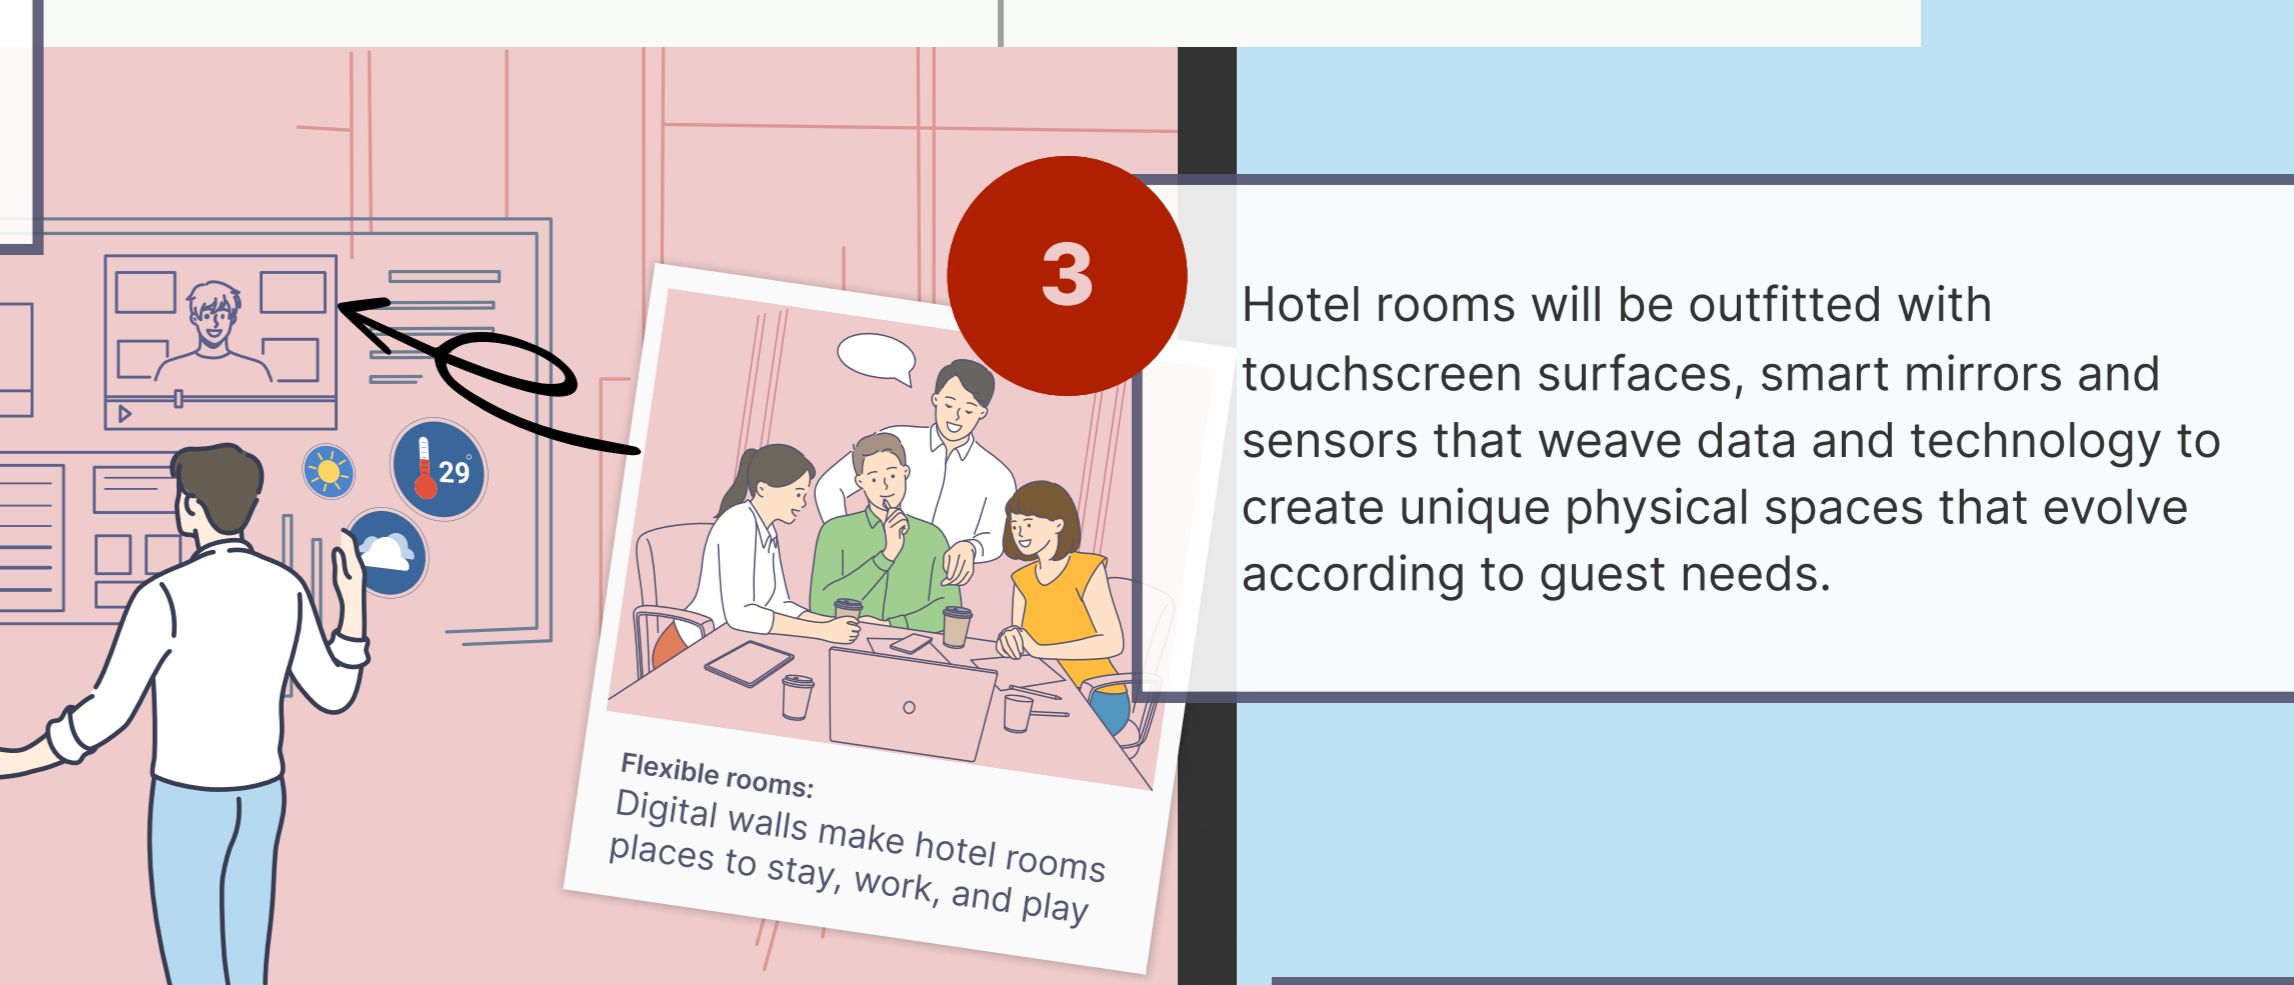 3
Hotel rooms will be outfitted with
touchscreen surfaces, smart mirrors and
sensors that weave data and technology to
create unique physical spaces that evolve
according to guest needs.
29°
Flexible rooms:
Digital walls make hotel rooms
places to stay, work, and play